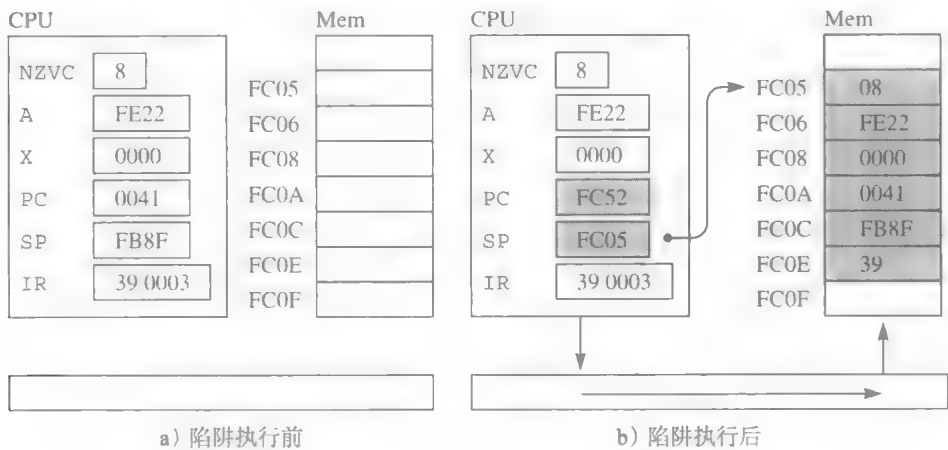 CPU
Mem
NZVC 8
A FE22
X 0000
PC 0041
SP FB8F
IR 39 0003
FC05
FC06
FC08
FC0A
FC0C
FC0E
FC0F
a）陷阱执行前
CPU
Mem
NZVC 8
A FE22
X 0000
PC FC52
SP FC05
IR 39 0003
FC05 08
FC06 FE22
FC08 0000
FC0A 0041
FC0C FB8F
FC0E 39
FC0F
b）陷阱执行后